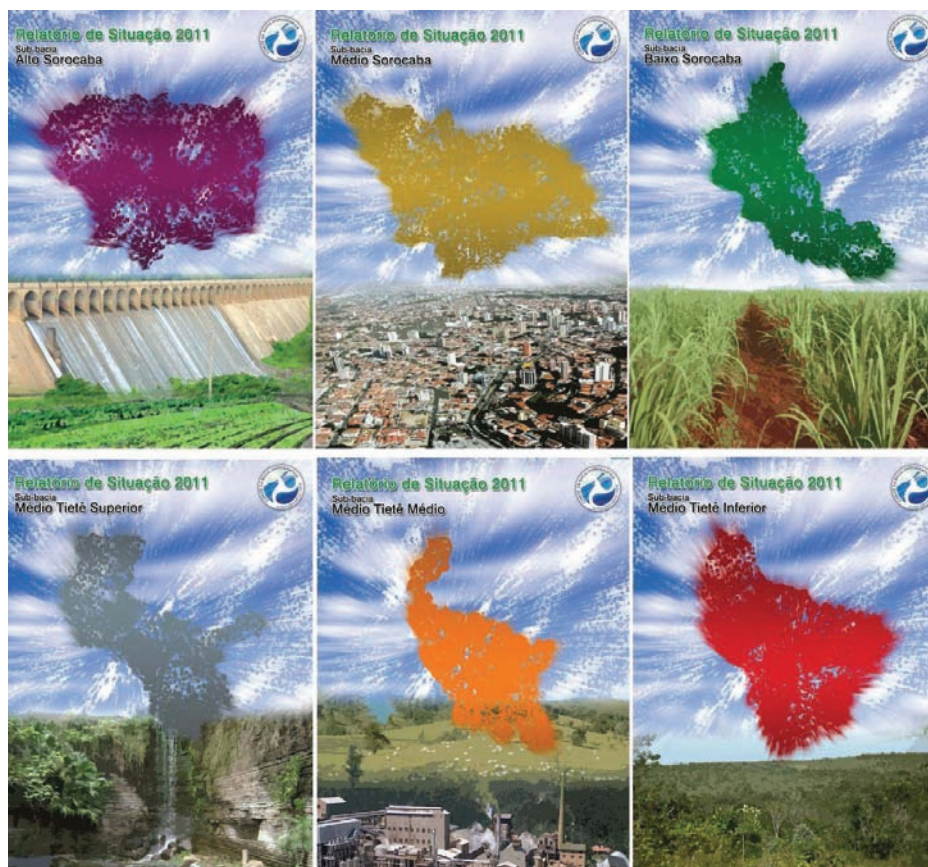 Relatório de Situação 2011
Sub-bacia
Alto Sorocaba
Relatório de Situação 2011
Sub-bacia
Médio Sorocaba
Relatório de Situação 2011
Sub-bacia
Baixo Sorocaba
Relatório de Situação 2011
Sub-bacia
Médio Tietê Superior
Relatório de Situação 2011
Sub-bacia
Médio Tietê Médio
Relatório de Situação 2011
Sub-bacia
Médio Tietê Inferior